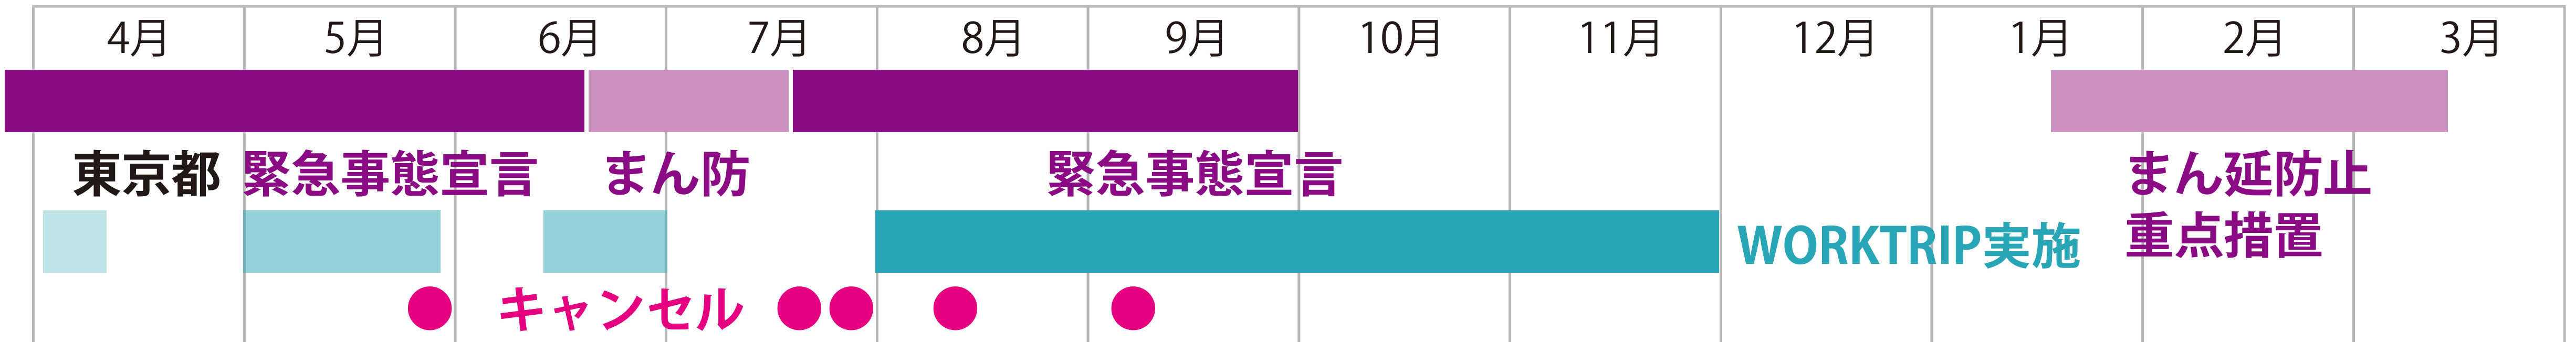 4月 5月 6月 7月 8月 9月 10月 11月 12月 1月 2月 3月
東京都 緊急事態宣言 まん防 緊急事態宣言 まん延防止
重点措置
WORKTRIP実施
キャンセル